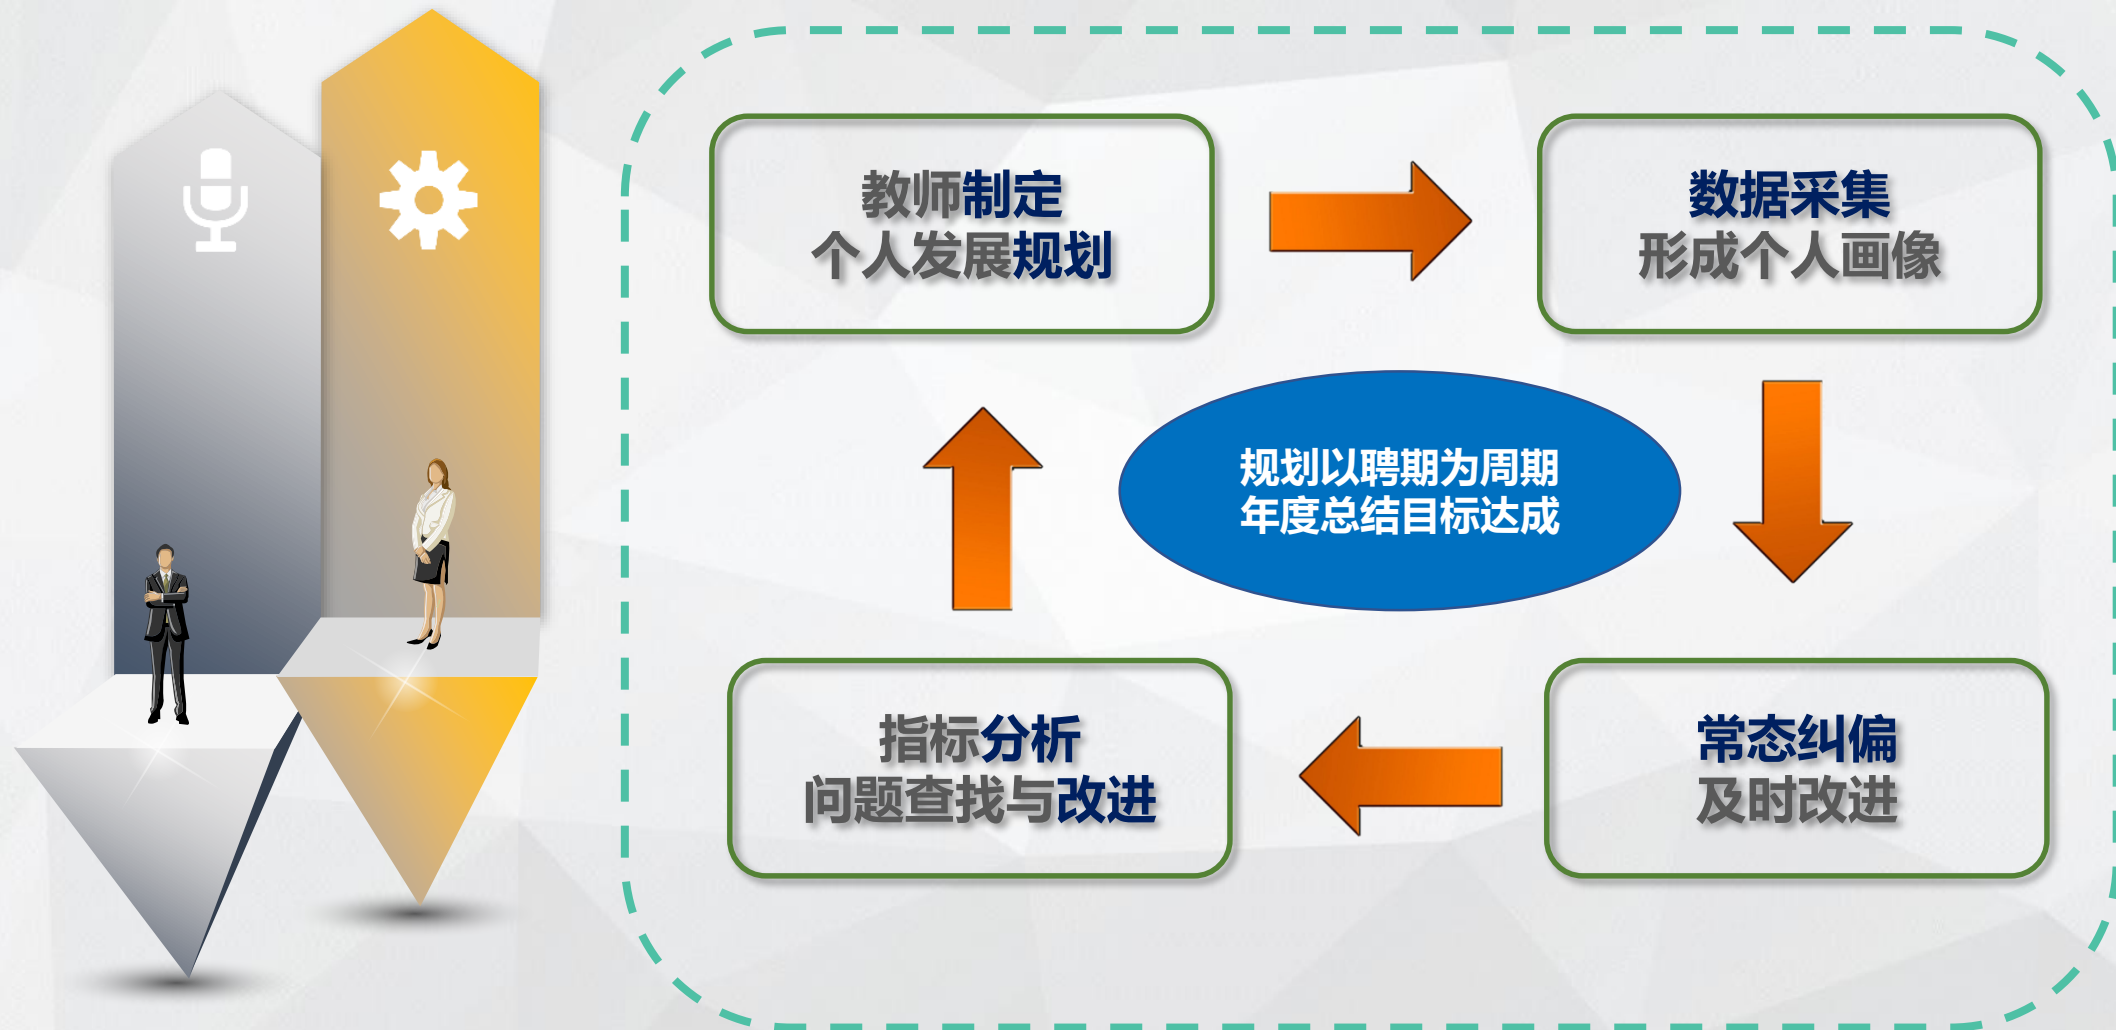 教师制定
个人发展规划
数据采集
形成个人画像
规划以聘期为周期
年度总结目标达成
指标分析
问题查找与改进
常态纠偏
及时改进